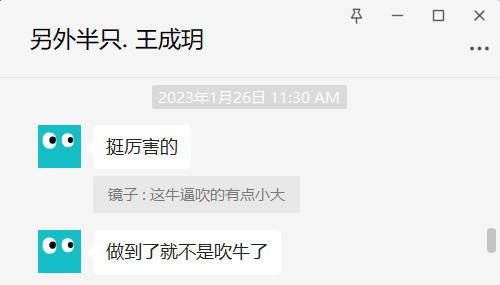 另外半只. 王成玥
2023年1月26日 11:30 AM
挺厉害的
镜子 : 这牛逼吹的有点小大
做到了就不是吹牛了